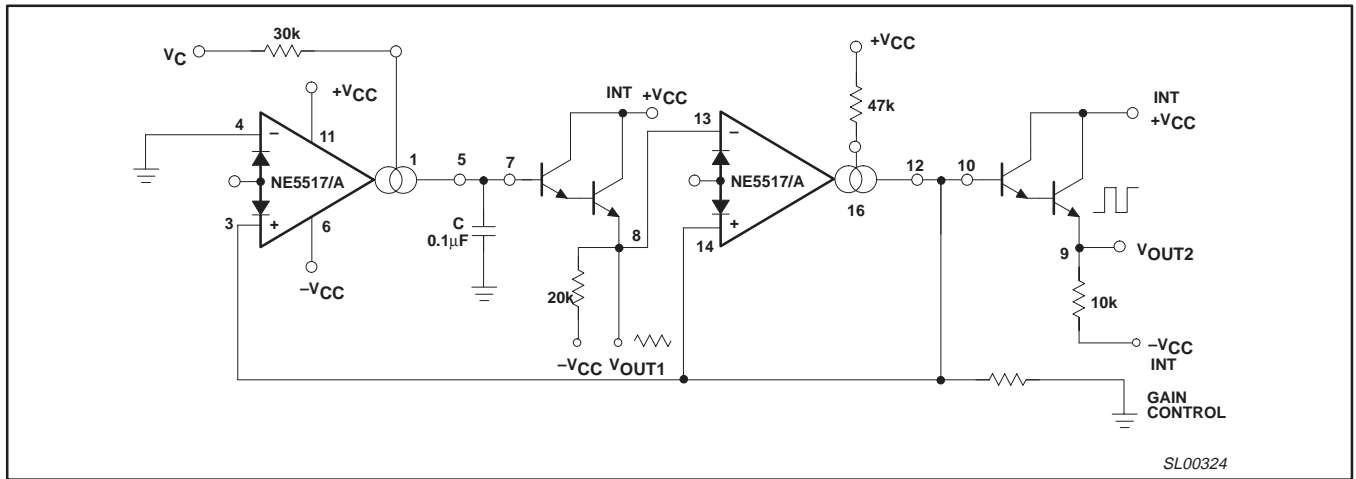 30k
VC
+VCC
INT
+VCC
+VCC
47k
INT
+VCC
4
–
11
1
5
7
13
–
12
10
NE5517/A
NE5517/A
16
3
+
6
C
0.1μF
8
14
+
9
VOUT2
–VCC
20k
10k
–VCC
VOUT1
–VCC
INT
GAIN
CONTROL
SL00324